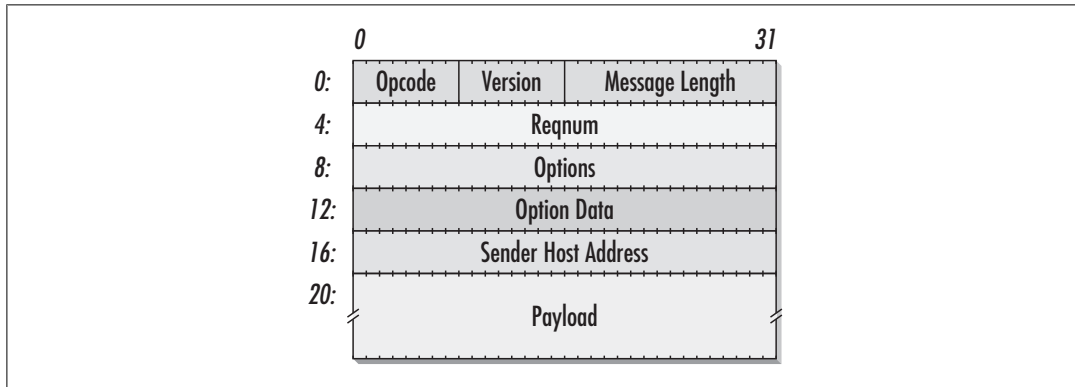 0 31
0: Opcode Version Message Length
4: Reqnum
8: Options
12: Option Data
16: Sender Host Address
20:
Payload